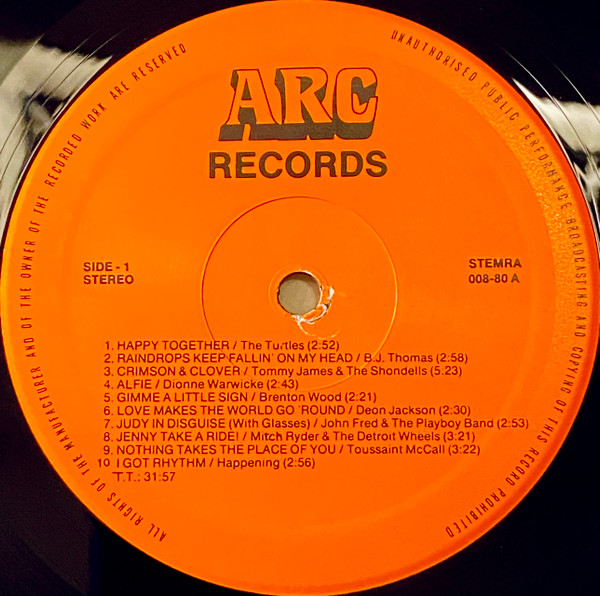 ARC
RECORDS
SIDE - 1
STEREO
STEMRA
008-80 A
1. HAPPY TOGETHER / The Turtles (2:52)
2. RAINDROPS KEEP FALLIN' ON MY HEAD / B.J. Thomas (2:58)
3. CRIMSON & CLOVER / Tommy James & The Shondells (5.23)
4. ALFIE / Dionne Warwicke (2:43)
5. GIMME A LITTLE SIGN / Brenton Wood (2:21)
6. LOVE MAKES THE WORLD GO 'ROUND / Deon Jackson (2:30)
7. JUDY IN DISGUISE (With Glasses) / John Fred & The Playboy Band (2:53)
8. JENNY TAKE A RIDE! / Mitch Ryder & The Detroit Wheels (3:21)
9. NOTHING TAKES THE PLACE OF YOU / Toussaint McCall (3:22)
10 I GOT RHYTHM / Happening (2:56)
T.T.: 31:57
ALL RIGHTS OF THE MANUFACTURER AND OF THE OWNER OF THE RECORDED WORK ARE RESERVED
UNAUTHORISED PUBLIC PERFORMANCE BROADCASTING AND COPYING OF THIS RECORD PROHIBITED